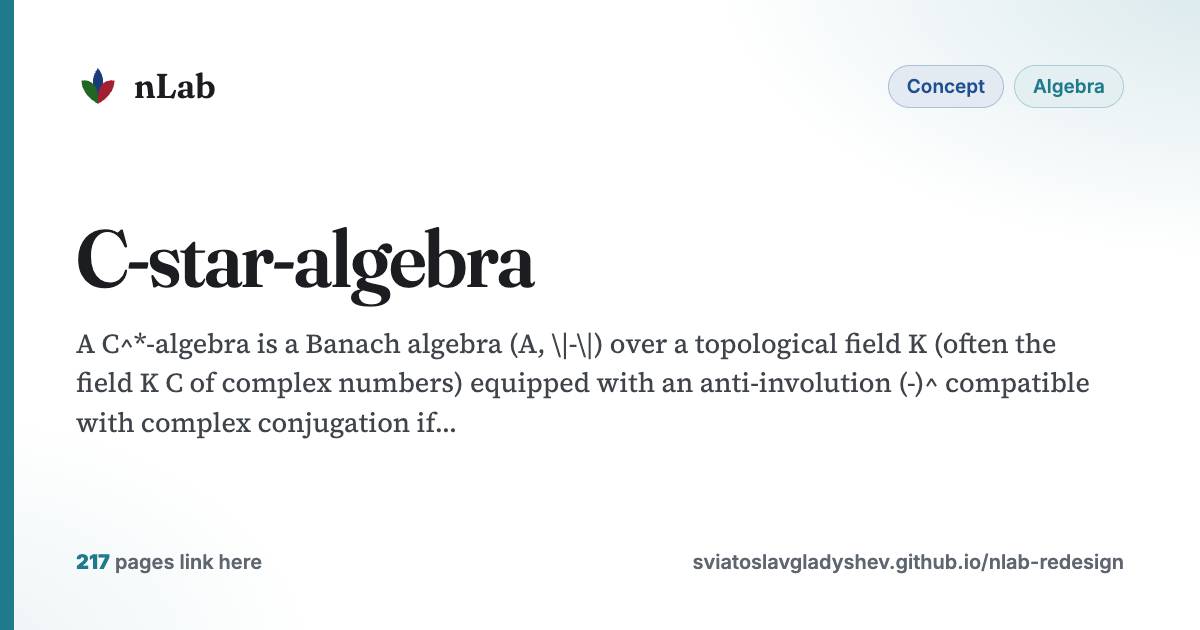 nLab
Concept
Algebra
C-star-algebra
A C^*-algebra is a Banach algebra (A, \|-\|) over a topological field K (often the
field K C of complex numbers) equipped with an anti-involution (-)^ compatible
with complex conjugation if...
217 pages link here
sviatoslavgladyshev.github.io/nlab-redesign